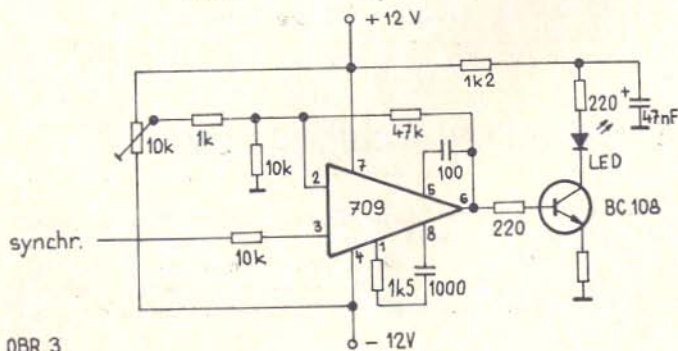 +12 V
1k2
220
+
47nF
10k
1k
47k
10k
100
LED
2
7
5
709
6
BC 108
3
synchr.
8
220
10k
4
1
1k5
1000
OBR. 3
- 12V